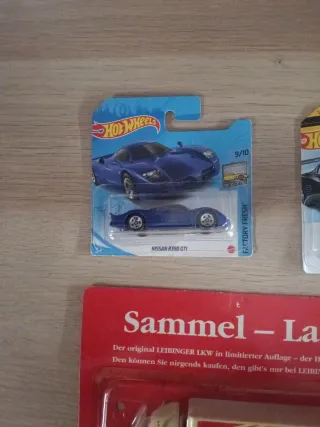 HOT WHEELS
9/10
FACTORY FRESH
NISSAN R390 GT1
Sammel – La
Der original LEIBINGER LKW in limitierter Auflage – der
Den können Sie nirgends kaufen, den gibt's nur bei LEIBIN